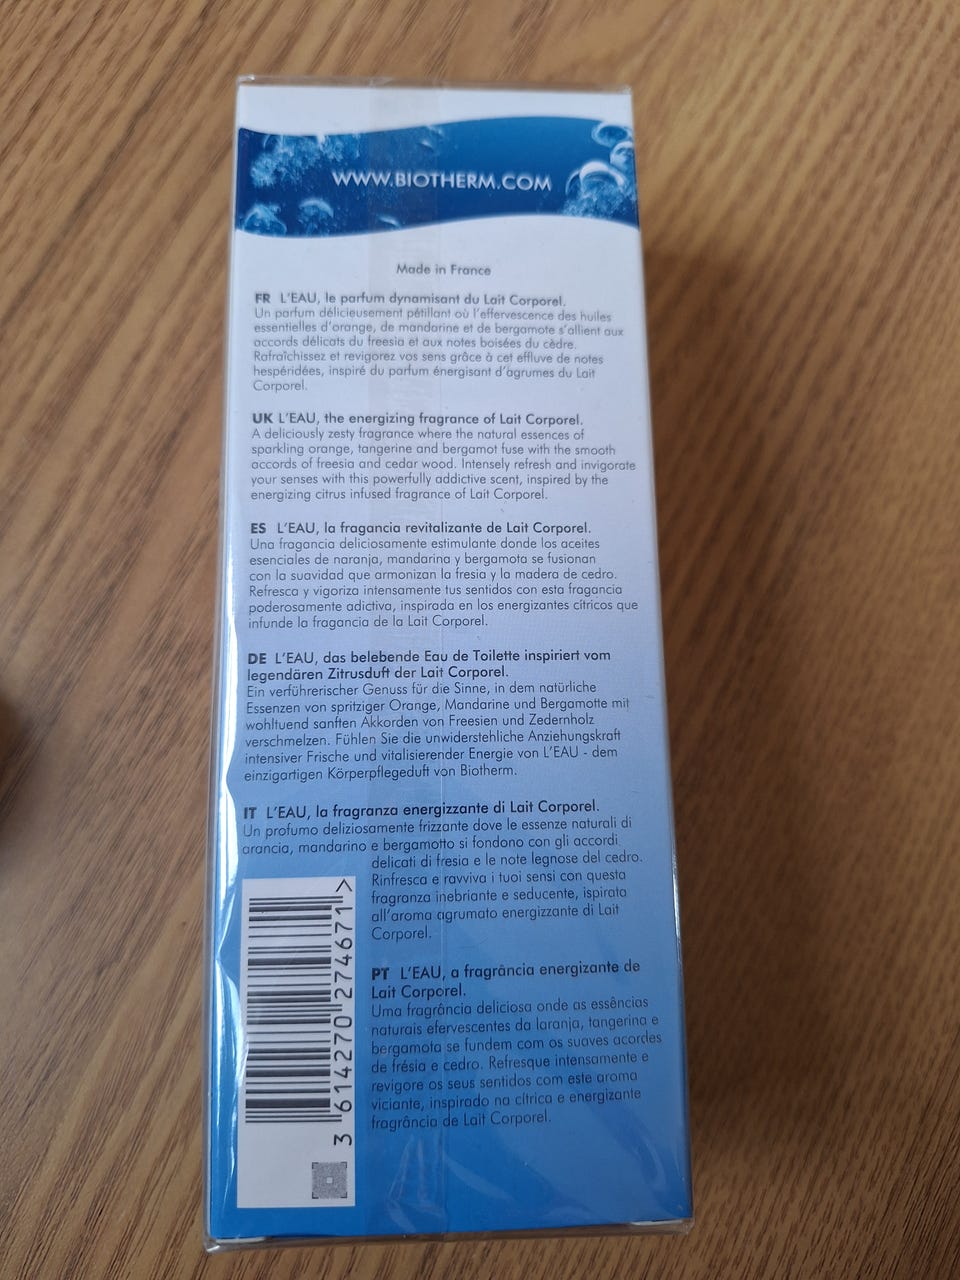 WWW.BIOTHERM.COM
Made in France
FR L'EAU, le parfum dynamisant du Lait Corporel.
Un parfum délicieusement pétillant où l'effervescence des huiles
essentielles d'orange, de mandarine et de bergamote s'allient aux
accords délicats du freesia et aux notes boisées du cèdre.
Rafraîchissez et revigorez vos sens grâce à cet effluve de notes
hespéridées, inspiré du parfum énergisant d'agrumes du Lait
Corporel.
UK L'EAU, the energizing fragrance of Lait Corporel.
A deliciously zesty fragrance where the natural essences of
sparkling orange, tangerine and bergamot fuse with the smooth
accords of freesia and cedar wood. Intensely refresh and invigorate
your senses with this powerfully addictive scent, inspired by the
energizing citrus infused fragrance of Lait Corporel.
ES L'EAU, la fragancia revitalizante de Lait Corporel.
Una fragancia deliciosamente estimulante donde los aceites
esenciales de naranja, mandarina y bergamota se fusionan
con la suavidad que armonizan la fresia y la madera de cedro.
Refresca y vigoriza intensamente tus sentidos con esta fragancia
poderosamente adictiva, inspirada en los energizantes cítricos que
infunde la fragancia de la Lait Corporel.
DE L'EAU, das belebende Eau de Toilette inspiriert vom
legendären Zitrusduft der Lait Corporel.
Ein verführerischer Genuss für die Sinne, in dem natürliche
Essenzen von spritziger Orange, Mandarine und Bergamotte mit
wohltuend sanften Akkorden von Freesien und Zedernholz
verschmelzen. Fühlen Sie die unwiderstehliche Anziehungskraft
intensiver Frische und vitalisierender Energie von L'EAU - dem
einzigartigen Körperpflegeduft von Biotherm.
IT L'EAU, la fragranza energizzante di Lait Corporel.
Un profumo deliziosamente frizzante dove le essenze naturali di
arancia, mandarino e bergamotto si fondono con gli accordi
delicati di fresia e le note legnose del cedro.
Rinfresca e ravviva i tuoi sensi con questa
fragranza inebriante e seducente, ispirata
all'aroma agrumato energizzante di Lait
Corporel.
PT L'EAU, a fragrância energizante de
Lait Corporel.
Uma fragrância deliciosa onde as essências
naturais efervescentes da laranja, tangerina e
bergamota se fundem com os suaves acordes
de frésia e cedro. Refresque intensamente e
revigore os seus sentidos com este aroma
viciante, inspirado na cítrica e energizante
fragrância de Lait Corporel.
3 614270 274671 >